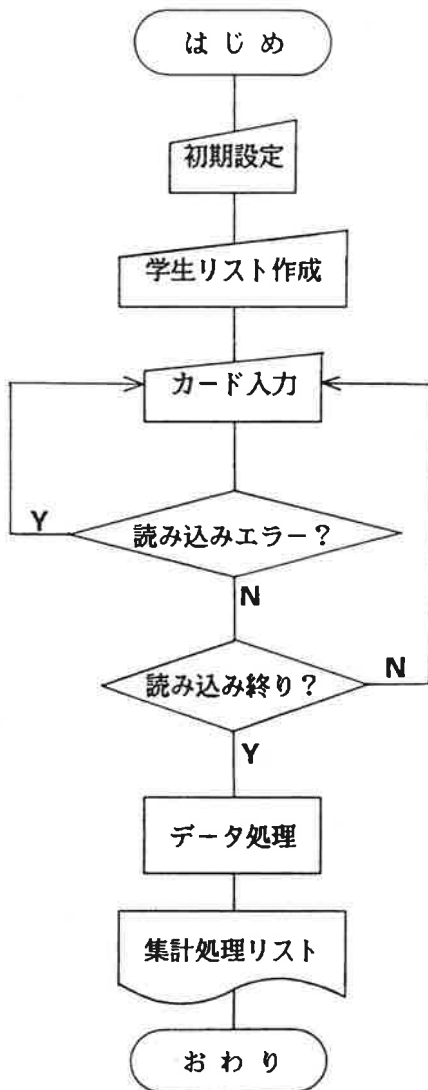 はじめ
初期設定
学生リスト作成
カード入力
Y
読み込みエラー?
N
読み込み終り?
N
Y
データ処理
集計処理リスト
おわり